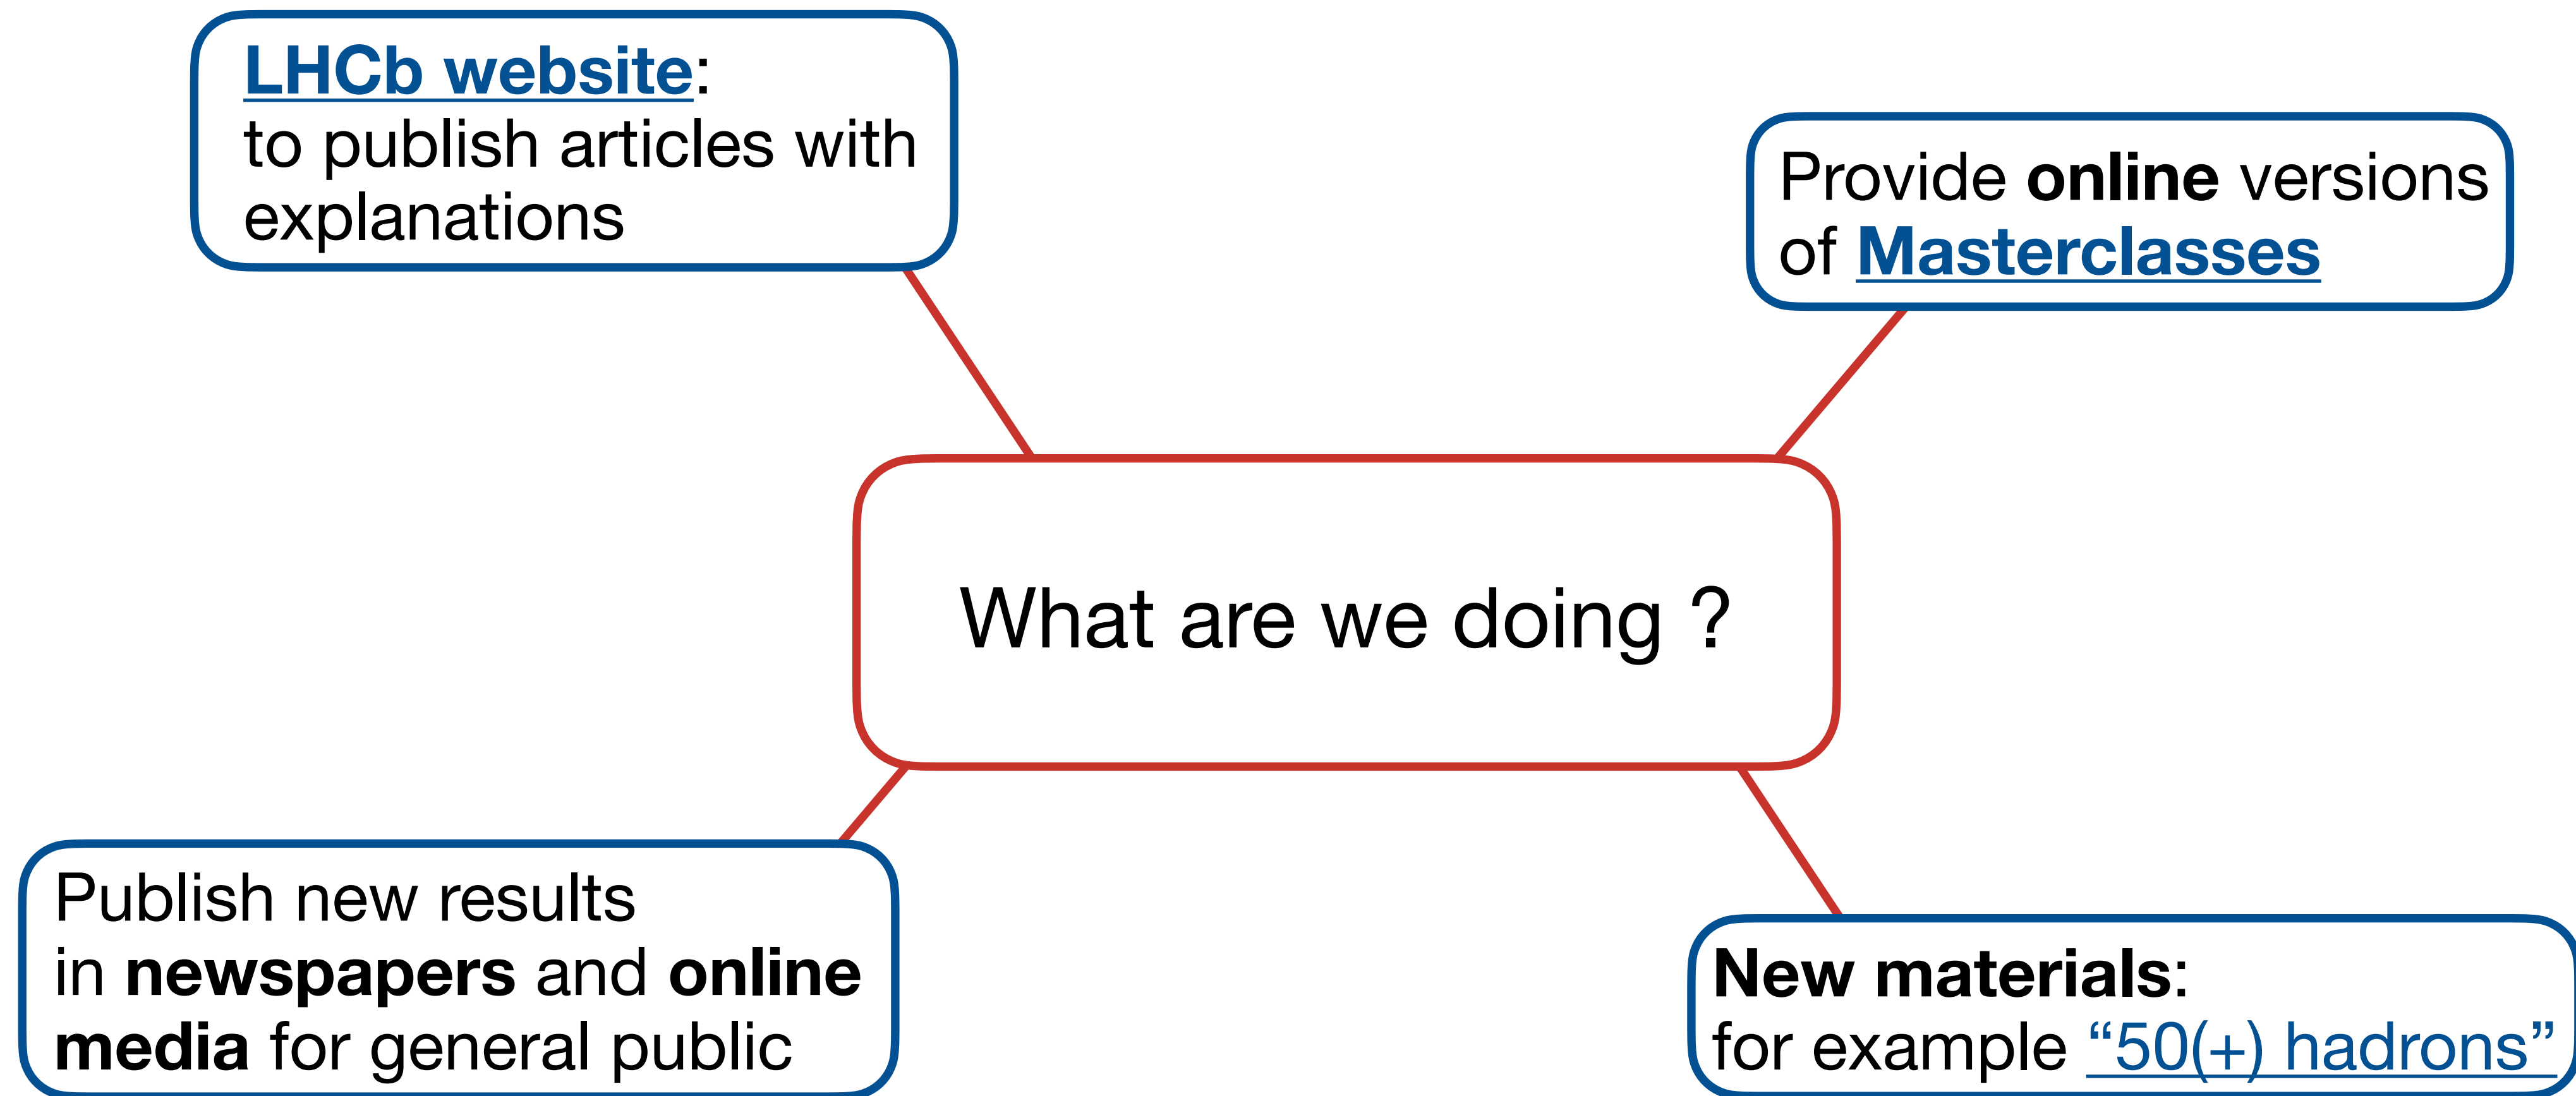 LHCb website:
to publish articles with
explanations
Provide online versions
of Masterclasses
What are we doing ?
Publish new results
in newspapers and online
media for general public
New materials:
for example “50(+) hadrons”